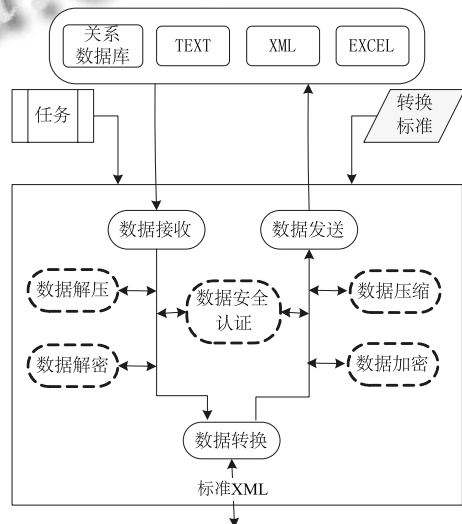 关系
数据库
TEXT
XML
EXCEL
任务
转换
标准
数据接收
数据发送
数据解压
数据安全
认证
数据压缩
数据解密
数据加密
数据转换
标准XML